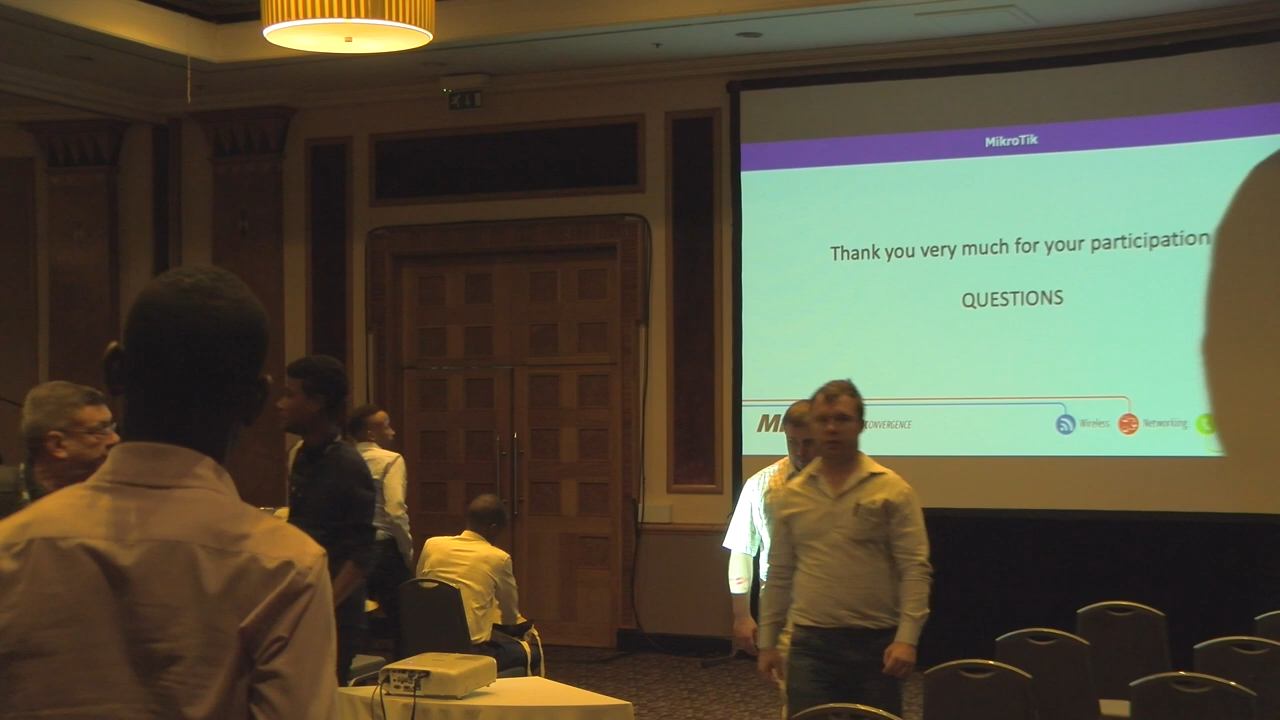 MikroTik
Thank you very much for your participation
QUESTIONS
CONVERGENCE
Wireless
Networking